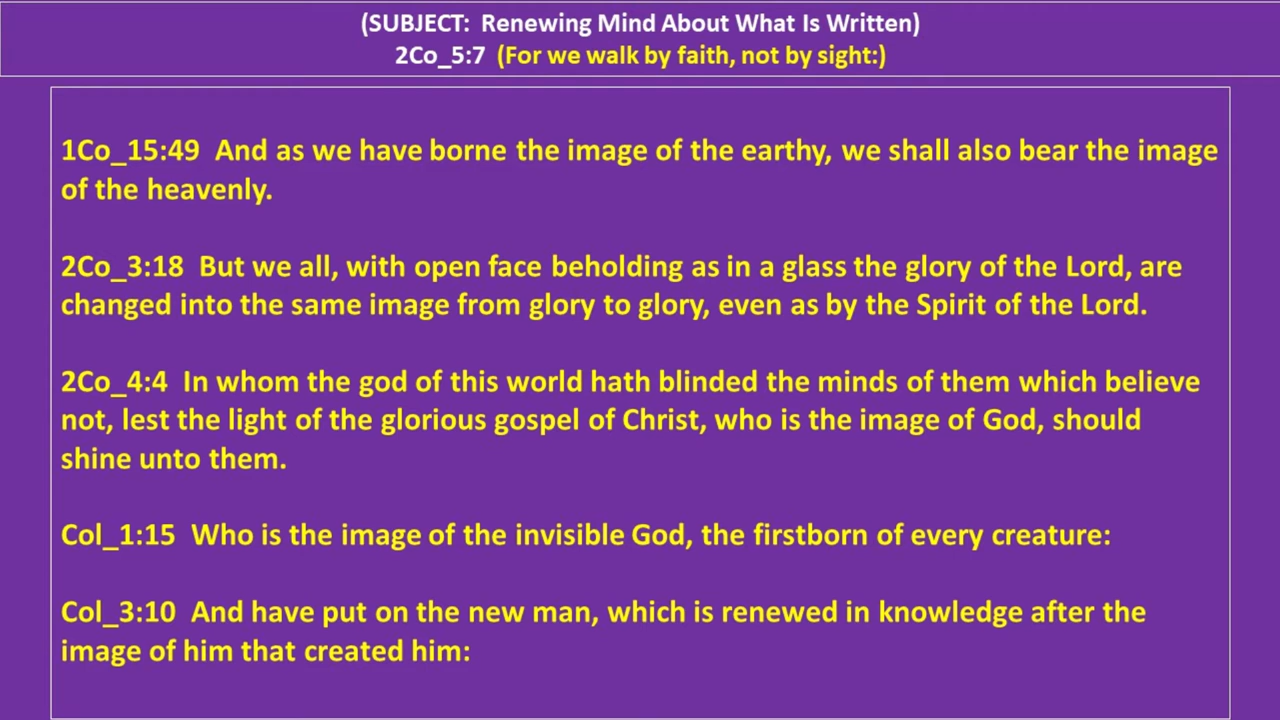 (SUBJECT: Renewing Mind About What Is Written)
2Co_5:7 (For we walk by faith, not by sight:)
1Co_15:49 And as we have borne the image of the earthy, we shall also bear the image
of the heavenly.
2Co_3:18 But we all, with open face beholding as in a glass the glory of the Lord, are
changed into the same image from glory to glory, even as by the Spirit of the Lord.
2Co_4:4 In whom the god of this world hath blinded the minds of them which believe
not, lest the light of the glorious gospel of Christ, who is the image of God, should
shine unto them.
Col_1:15 Who is the image of the invisible God, the firstborn of every creature:
Col_3:10 And have put on the new man, which is renewed in knowledge after the
image of him that created him: